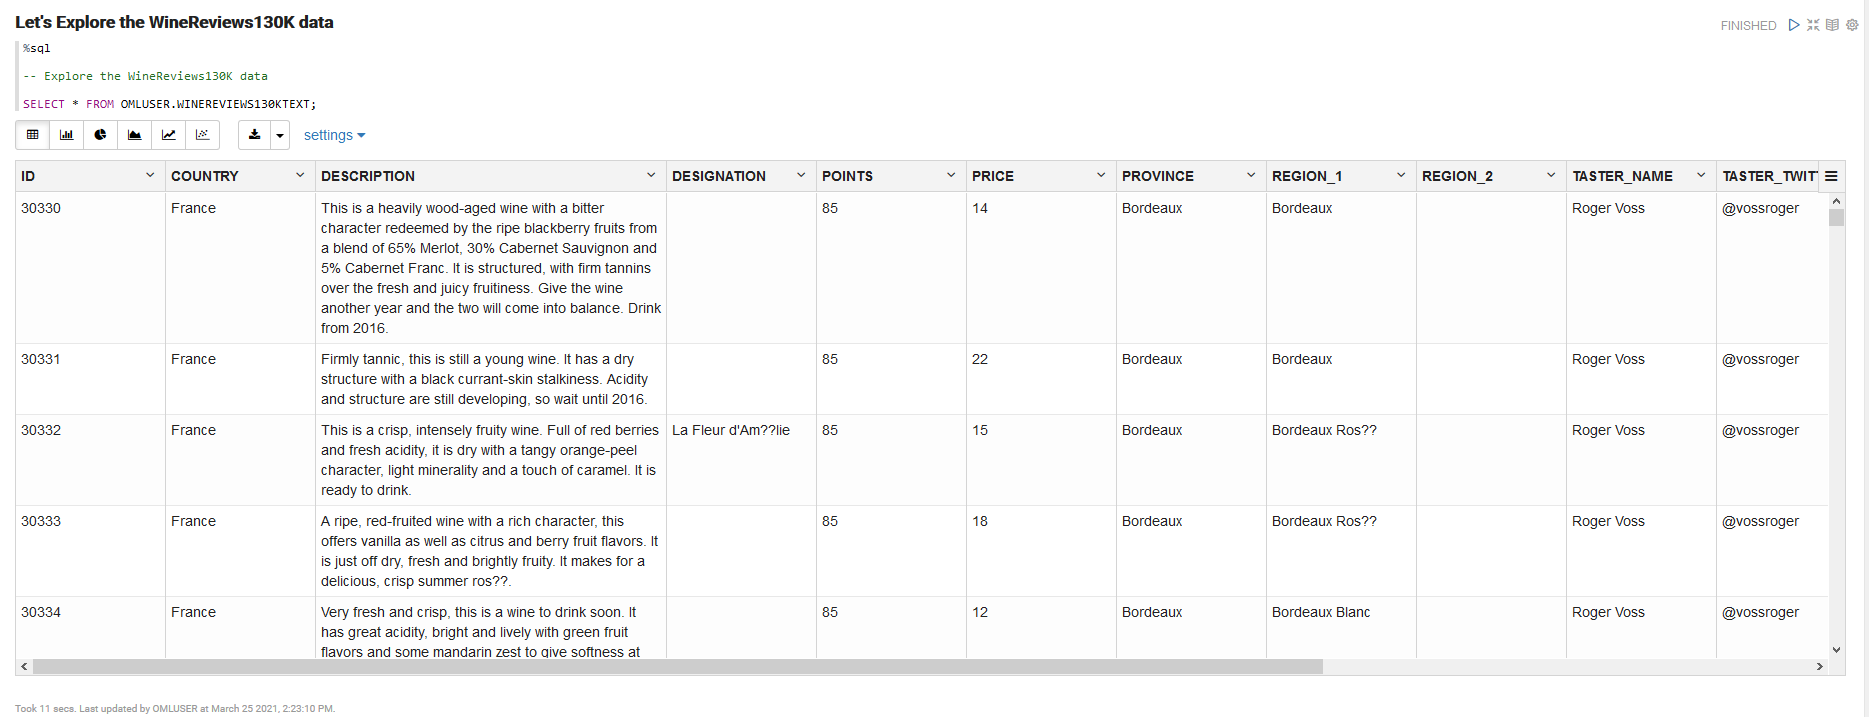 Let's Explore the WineReviews130K data
FINISHED
%sql
-- Explore the WineReviews130K data
SELECT * FROM OMLUSER.WINEREVIEWS130KTEXT;
settings
ID COUNTRY DESCRIPTION DESIGNATION POINTS PRICE PROVINCE REGION_1 REGION_2 TASTER_NAME TASTER_TWITT
30330 France This is a heavily wood-aged wine with a bitter 85 14 Bordeaux Bordeaux Roger Voss @vossroger
character redeemed by the ripe blackberry fruits from
a blend of 65% Merlot, 30% Cabernet Sauvignon and
5% Cabernet Franc. It is structured, with firm tannins
over the fresh and juicy fruitiness. Give the wine
another year and the two will come into balance. Drink
from 2016.
30331 France Firmly tannic, this is still a young wine. It has a dry 85 22 Bordeaux Bordeaux Roger Voss @vossroger
structure with a black currant-skin stalkiness. Acidity
and structure are still developing, so wait until 2016.
30332 France This is a crisp, intensely fruity wine. Full of red berries La Fleur d'Am??lie 85 15 Bordeaux Bordeaux Ros?? Roger Voss @vossroger
and fresh acidity, it is dry with a tangy orange-peel
character, light minerality and a touch of caramel. It is
ready to drink.
30333 France A ripe, red-fruited wine with a rich character, this 85 18 Bordeaux Bordeaux Ros?? Roger Voss @vossroger
offers vanilla as well as citrus and berry fruit flavors. It
is just off dry, fresh and brightly fruity. It makes for a
delicious, crisp summer ros??.
30334 France Very fresh and crisp, this is a wine to drink soon. It 85 12 Bordeaux Bordeaux Blanc Roger Voss @vossroger
has great acidity, bright and lively with green fruit
flavors and some mandarin zest to give softness at
Took 11 secs. Last updated by OMLUSER at March 25 2021, 2:23:10 PM.